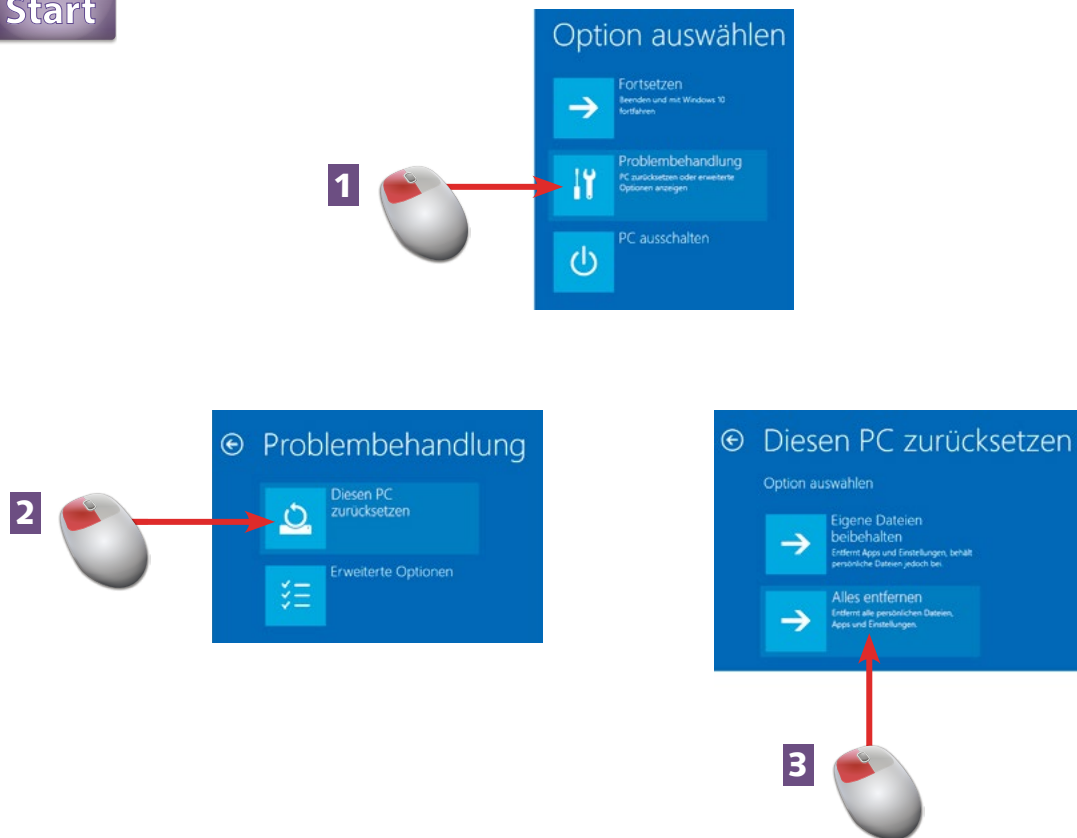 Start
Option auswählen
Fortsetzen
Beenden und mit Windows 10
fortfahren
1
Problembehandlung
PC zurücksetzen oder erweiterte
Optionen anzeigen
PC ausschalten
2
Problembehandlung
Diesen PC
zurücksetzen
Erweiterte Optionen
Diesen PC zurücksetzen
Option auswählen
Eigene Dateien
beibehalten
Entfernt Apps und Einstellungen, behält
persönliche Dateien jedoch bei.
Alles entfernen
Entfernt alle persönlichen Dateien,
Apps und Einstellungen.
3